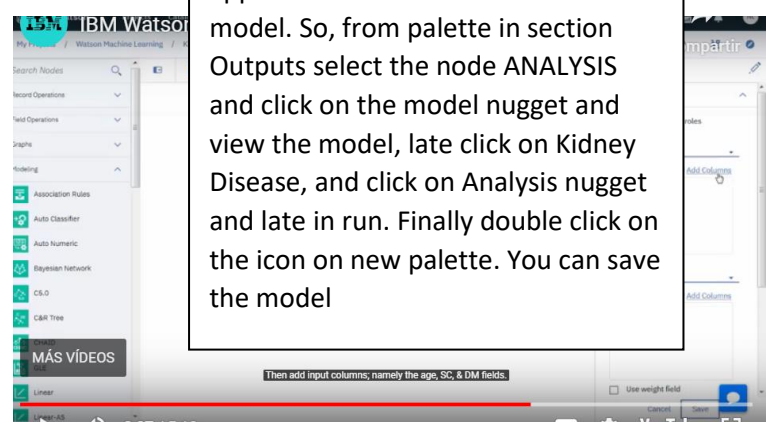 IBM Watson
model. So, from palette in section
Outputs select the node ANALYSIS
and click on the model nugget and
view the model, late click on Kidney
Disease, and click on Analysis nugget
and late in run. Finally double click on
the icon on new palette. You can save
the model
My Projects / Watson Machine Learning /
mpartir
Search Nodes
Record Operations
Field Operations
Graphs
Modeling
Association Rules
Auto Classifier
Auto Numeric
Bayesian Network
C5.0
C&R Tree
CHAID
MÁS VÍDEOS
Linear
Linear-AS
roles
Add Columns
Add Columns
Use weight field
Cancel Save
Then add input columns; namely the age, SC, & DM fields.